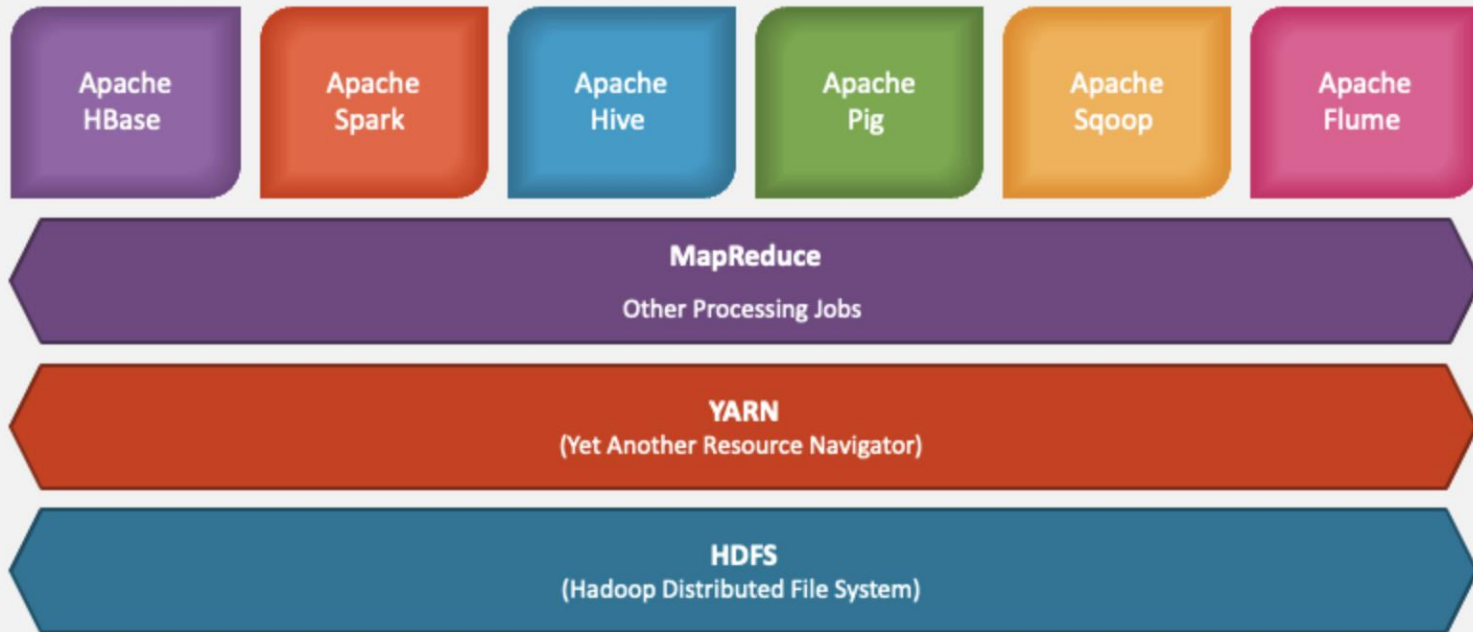 Apache
HBase
Apache
Spark
Apache
Hive
Apache
Pig
Apache
Sqoop
Apache
Flume
MapReduce
Other Processing Jobs
YARN
(Yet Another Resource Navigator)
HDFS
(Hadoop Distributed File System)